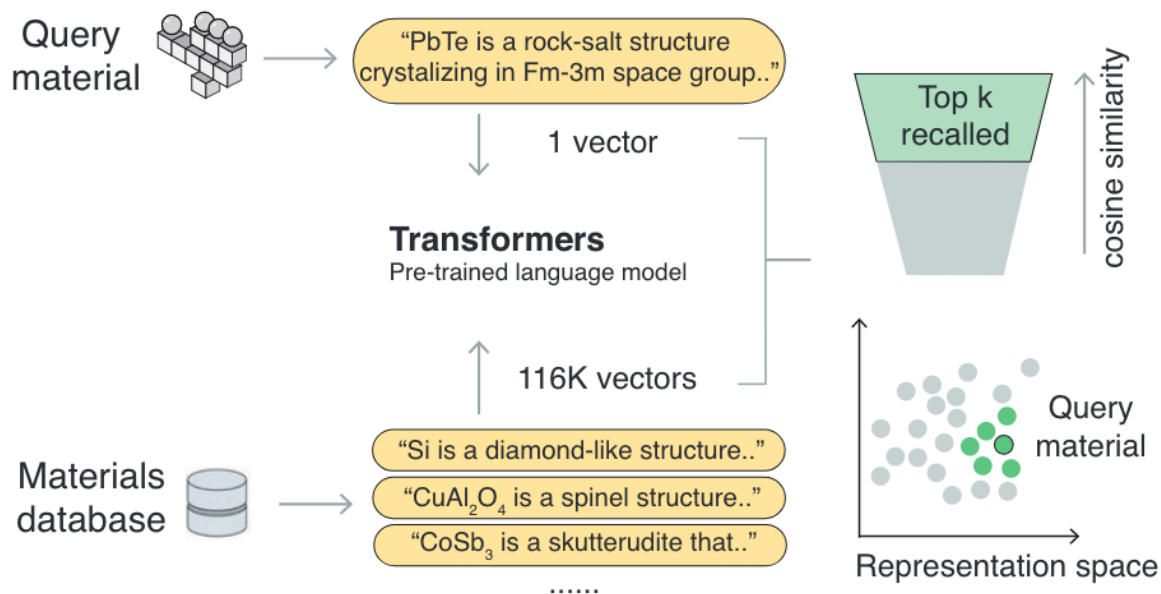 Query
material
“PbTe is a rock-salt structure
crystalizing in Fm-3m space group..”
1 vector
Transformers
Pre-trained language model
116K vectors
Materials
database
“Si is a diamond-like structure..”
“CuAl₂O₄ is a spinel structure..”
“CoSb₃ is a skutterudite that..”
......
Top k
recalled
cosine similarity
Query
material
Representation space